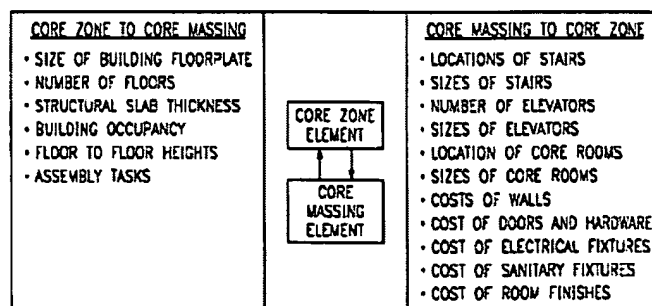 CORE ZONE TO CORE MASSING
• SIZE OF BUILDING FLOORPLATE
• NUMBER OF FLOORS
• STRUCTURAL SLAB THICKNESS
• BUILDING OCCUPANCY
• FLOOR TO FLOOR HEIGHTS
• ASSEMBLY TASKS
CORE ZONE
ELEMENT
CORE
MASSING
ELEMENT
CORE MASSING TO CORE ZONE
• LOCATIONS OF STAIRS
• SIZES OF STAIRS
• NUMBER OF ELEVATORS
• SIZES OF ELEVATORS
• LOCATION OF CORE ROOMS
• SIZES OF CORE ROOMS
• COSTS OF WALLS
• COST OF DOORS AND HARDWARE
• COST OF ELECTRICAL FIXTURES
• COST OF SANITARY FIXTURES
• COST OF ROOM FINISHES